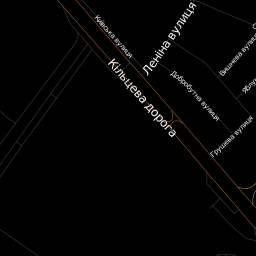 Київська вулиця
Леніна вулиця
Вишнева вулиця
Кільцева дорога
Добробутна вулиця
Грушева вулиця